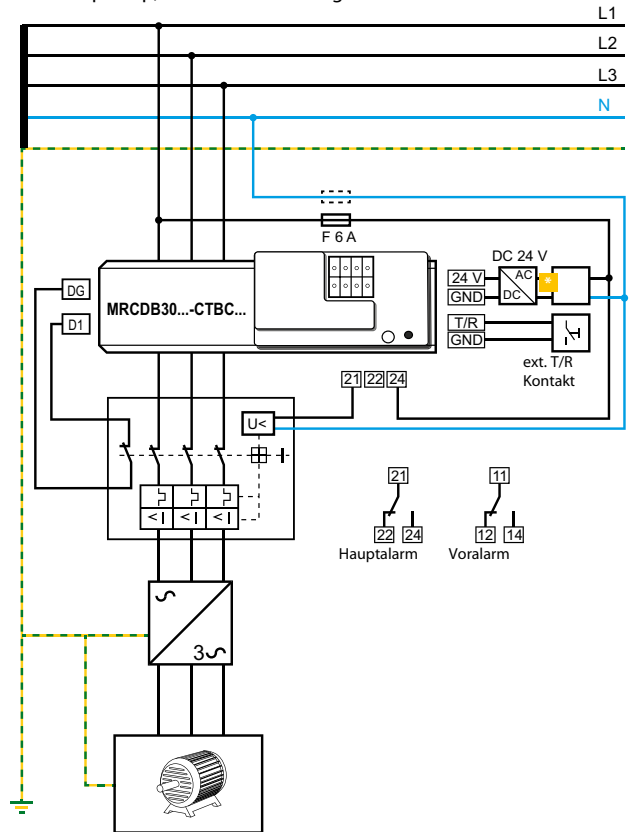 L1
L2
L3
N
F 6 A
DC 24 V
24 V
AC
*
GND
DC
DG
MRCDB30...-CTBC...
D1
T/R
GND
ext. T/R
Kontakt
21 22 24
U<
21
11
22 24
12 14
Hauptalarm
Voralarm
3